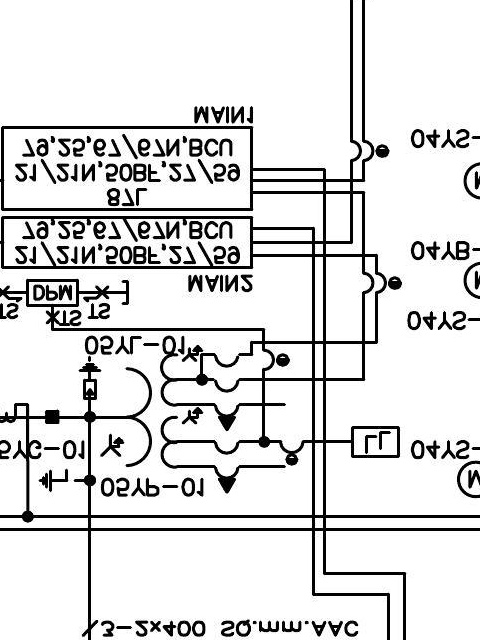 3-2x400 SQ.mm.AAC
05YP-01
M
5YC-01
04YS-
LL
05YL-01
TS
TS
TS
04YS-
DPM
MAIN2
M
21/21N,50BF,27/59
79,25,67/67N,BCU
04YB-
87L
21/21N,50BF,27/59
79,25,67/67N,BCU
M
04YS-
MAIN1